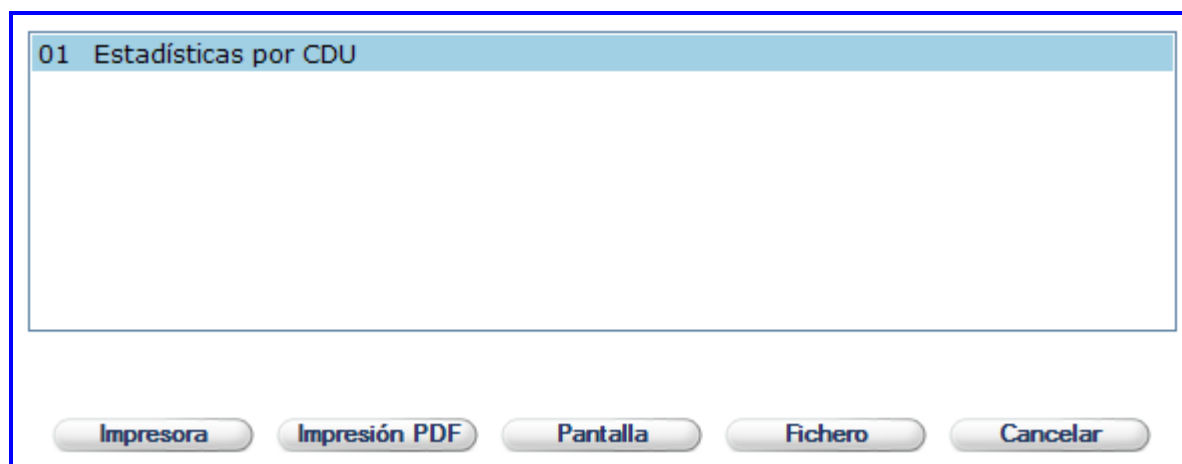 01 Estadísticas por CDU
Impresora Impresión PDF Pantalla Fichero Cancelar